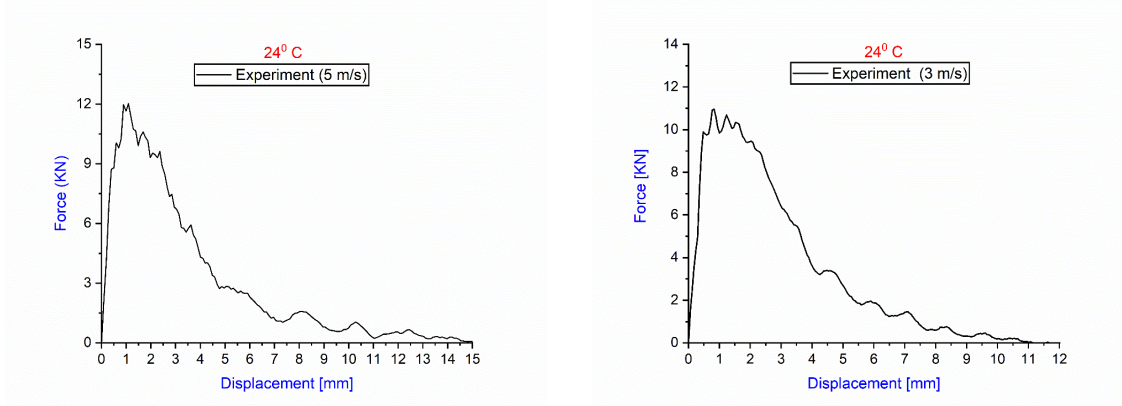 24⁰ C
Experiment (5 m/s)
Force (KN)
15
12
9
6
3
0
0 1 2 3 4 5 6 7 8 9 10 11 12 13 14 15
Displacement [mm]
24⁰ C
Experiment (3 m/s)
Force [KN]
14
12
10
8
6
4
2
0
0 1 2 3 4 5 6 7 8 9 10 11 12
Displacement [mm]